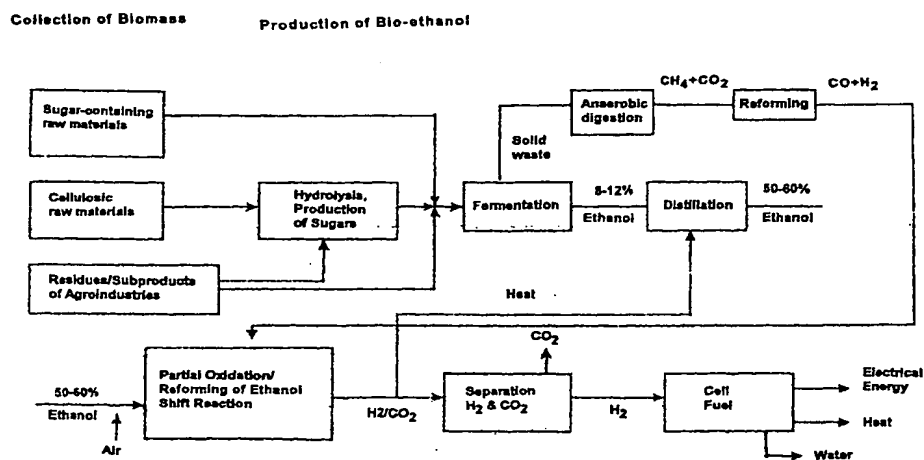 Collection of Biomass
Production of Bio-ethanol
Sugar-containing
raw materials
Cellulosic
raw materials
Residues/Subproducts
of Agroindustries
Hydrolysis,
Production
of Sugars
Fermentation
Solid
waste
Anaerobic
digestion
CH4+CO2
Reforming
CO+H2
8-12%
Ethanol
Distillation
50-60%
Ethanol
Heat
50-60%
Ethanol
Air
Partial Oxidation/
Reforming of Ethanol
Shift Reaction
H2/CO2
CO2
Separation
H2 & CO2
H2
Cell
Fuel
Electrical
Energy
Heat
Water